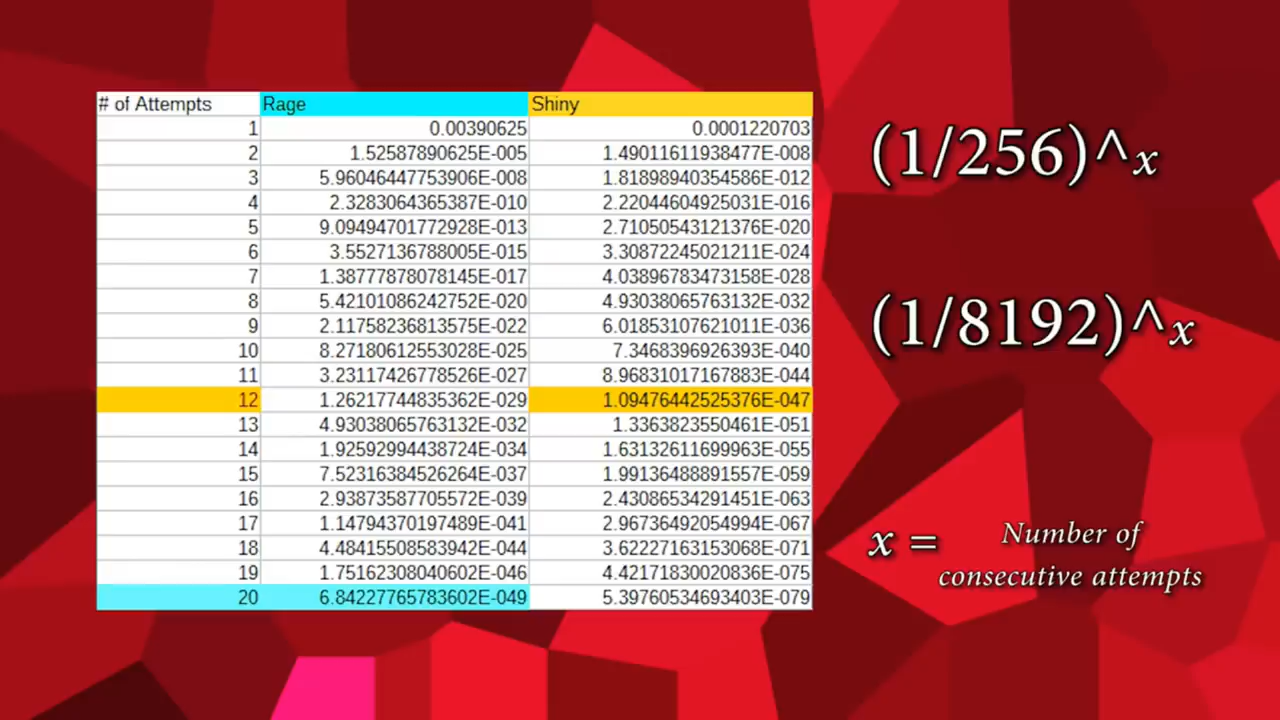 # of Attempts Rage Shiny
1 0.00390625 0.0001220703
2 1.52587890625E-005 1.49011611938477E-008
3 5.96046447753906E-008 1.81898940354586E-012
4 2.3283064365387E-010 2.22044604925031E-016
5 9.09494701772928E-013 2.71050543121376E-020
6 3.5527136788005E-015 3.308722245021211E-024
7 1.38777878078145E-017 4.03896783473158E-028
8 5.42101086242752E-020 4.93038065763132E-032
9 2.11758236813575E-022 6.01853107621011E-036
10 8.27180612553028E-025 7.3468396926393E-040
11 3.23117426778526E-027 8.96831017167883E-044
12 1.26217744835362E-029 1.09476442525376E-047
13 4.93038065763132E-032 1.3363823550461E-051
14 1.92592994438724E-034 1.63132611699963E-055
15 7.52316384526264E-037 1.99136488891557E-059
16 2.93873587705572E-039 2.43086534291451E-063
17 1.14794370197489E-041 2.96736492054994E-067
18 4.48415508583942E-044 3.62227163153068E-071
19 1.75162308040602E-046 4.42171830020836E-075
20 6.84227765783602E-049 5.39760534693403E-079
(1/256)^x
(1/8192)^x
x = Number of
consecutive attempts